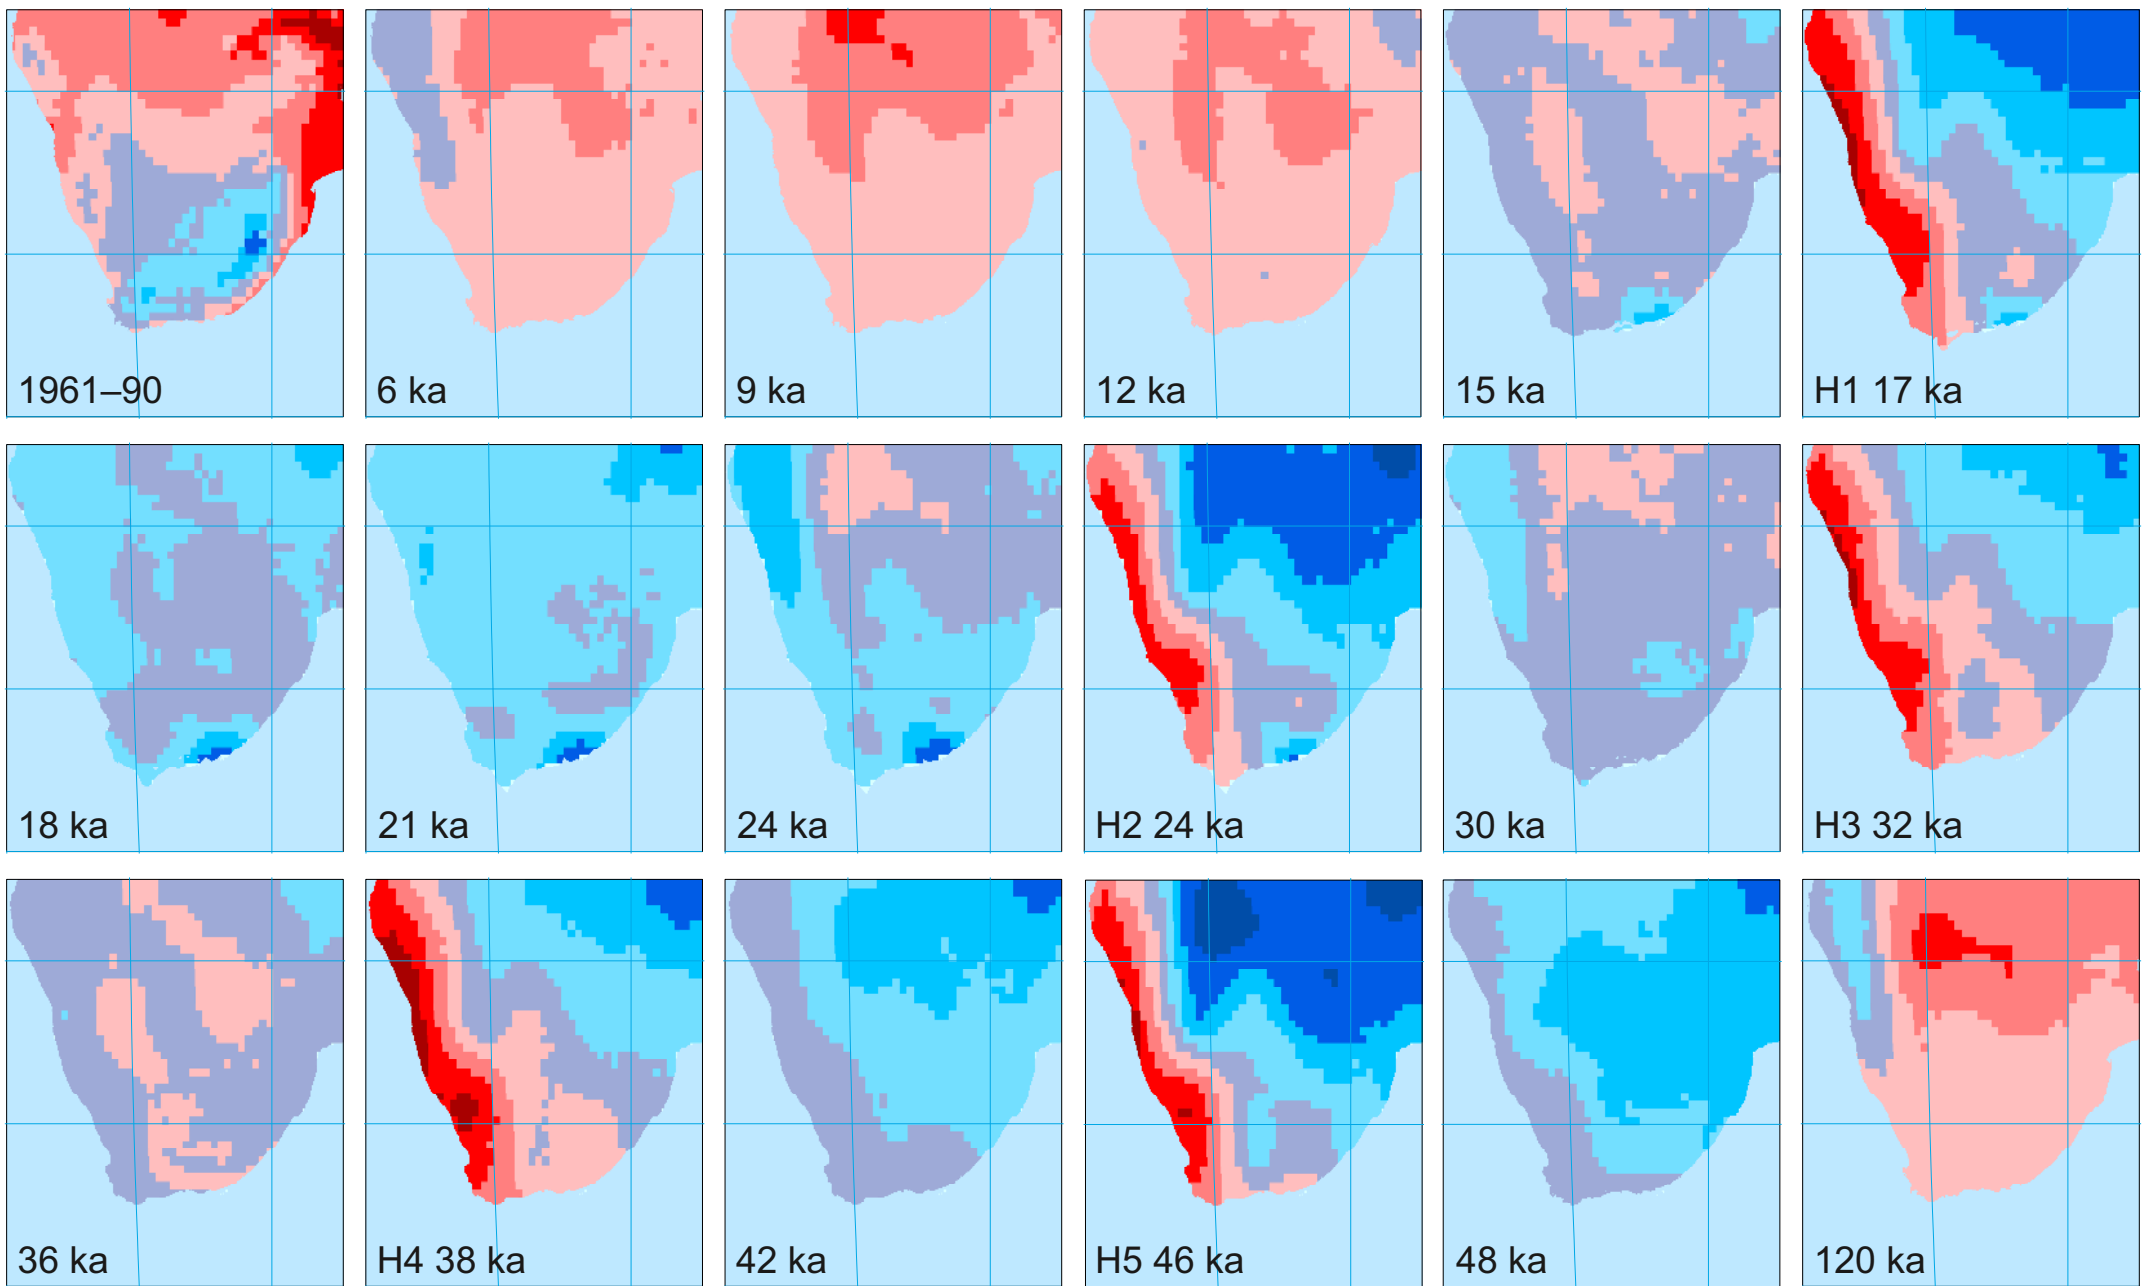 1961–90
6 ka
9 ka
12 ka
15 ka
H1 17 ka
18 ka
21 ka
24 ka
H2 24 ka
30 ka
H3 32 ka
36 ka
H4 38 ka
42 ka
H5 46 ka
48 ka
120 ka